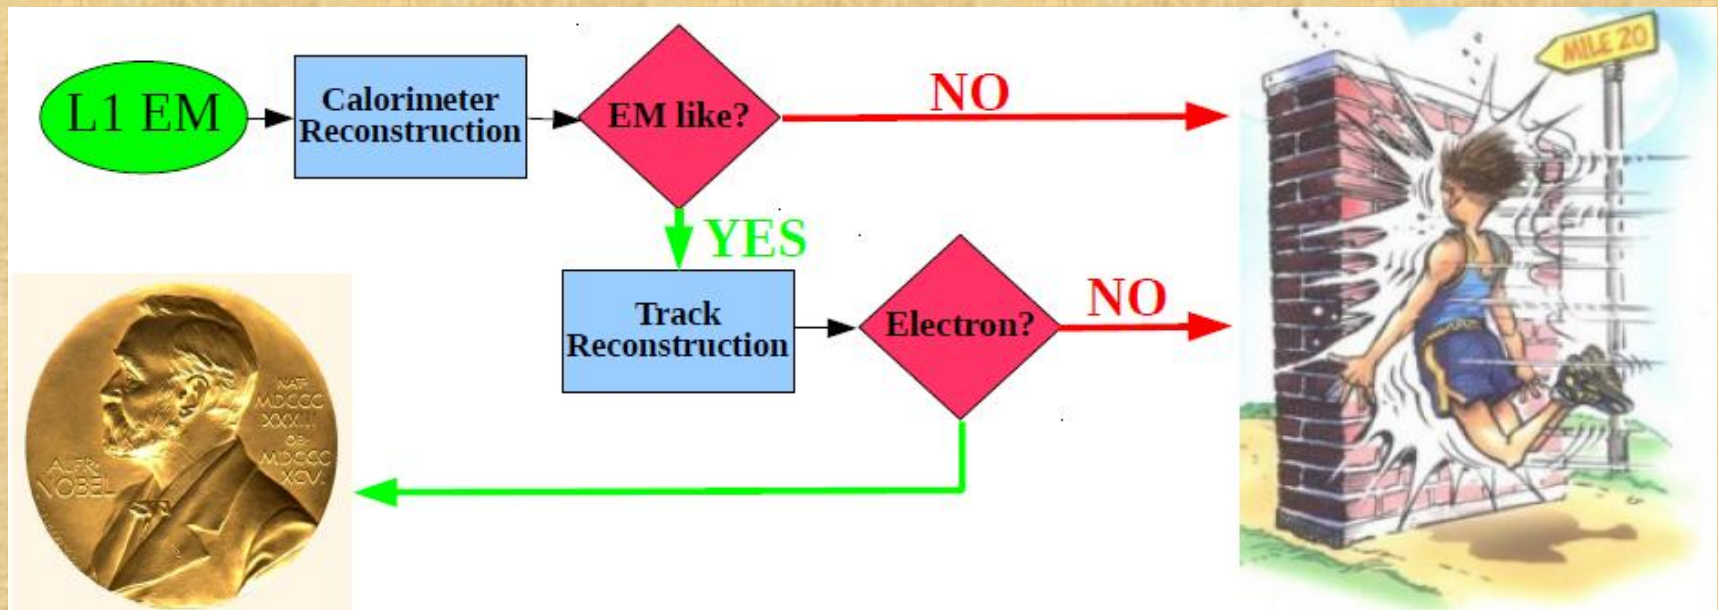 L1 EM
Calorimeter
Reconstruction
EM like?
NO
MILE 20
YES
Track
Reconstruction
Electron?
NO
ALFR.
NOBEL
NAT.
MDCCC
XXXIII
OB.
MDCCC
XCVI